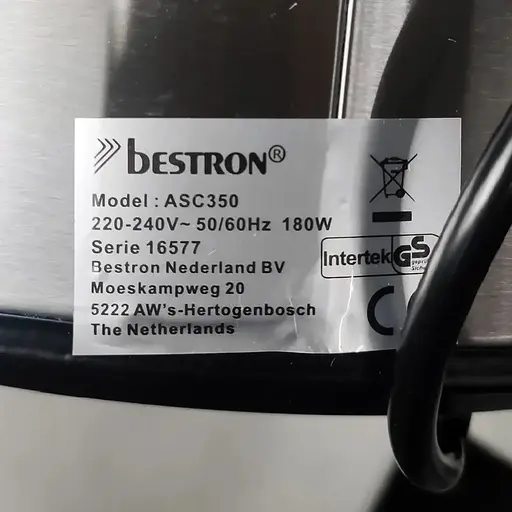 BESTRON®
Model : ASC350
220-240V~ 50/60Hz 180W
Serie 16577
Bestron Nederland BV
Moeskampweg 20
5222 AW's-Hertogenbosch
The Netherlands
Intertek GS
geprüfte